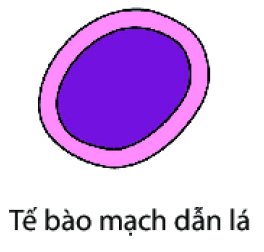 Tế bào mạch dẫn lá